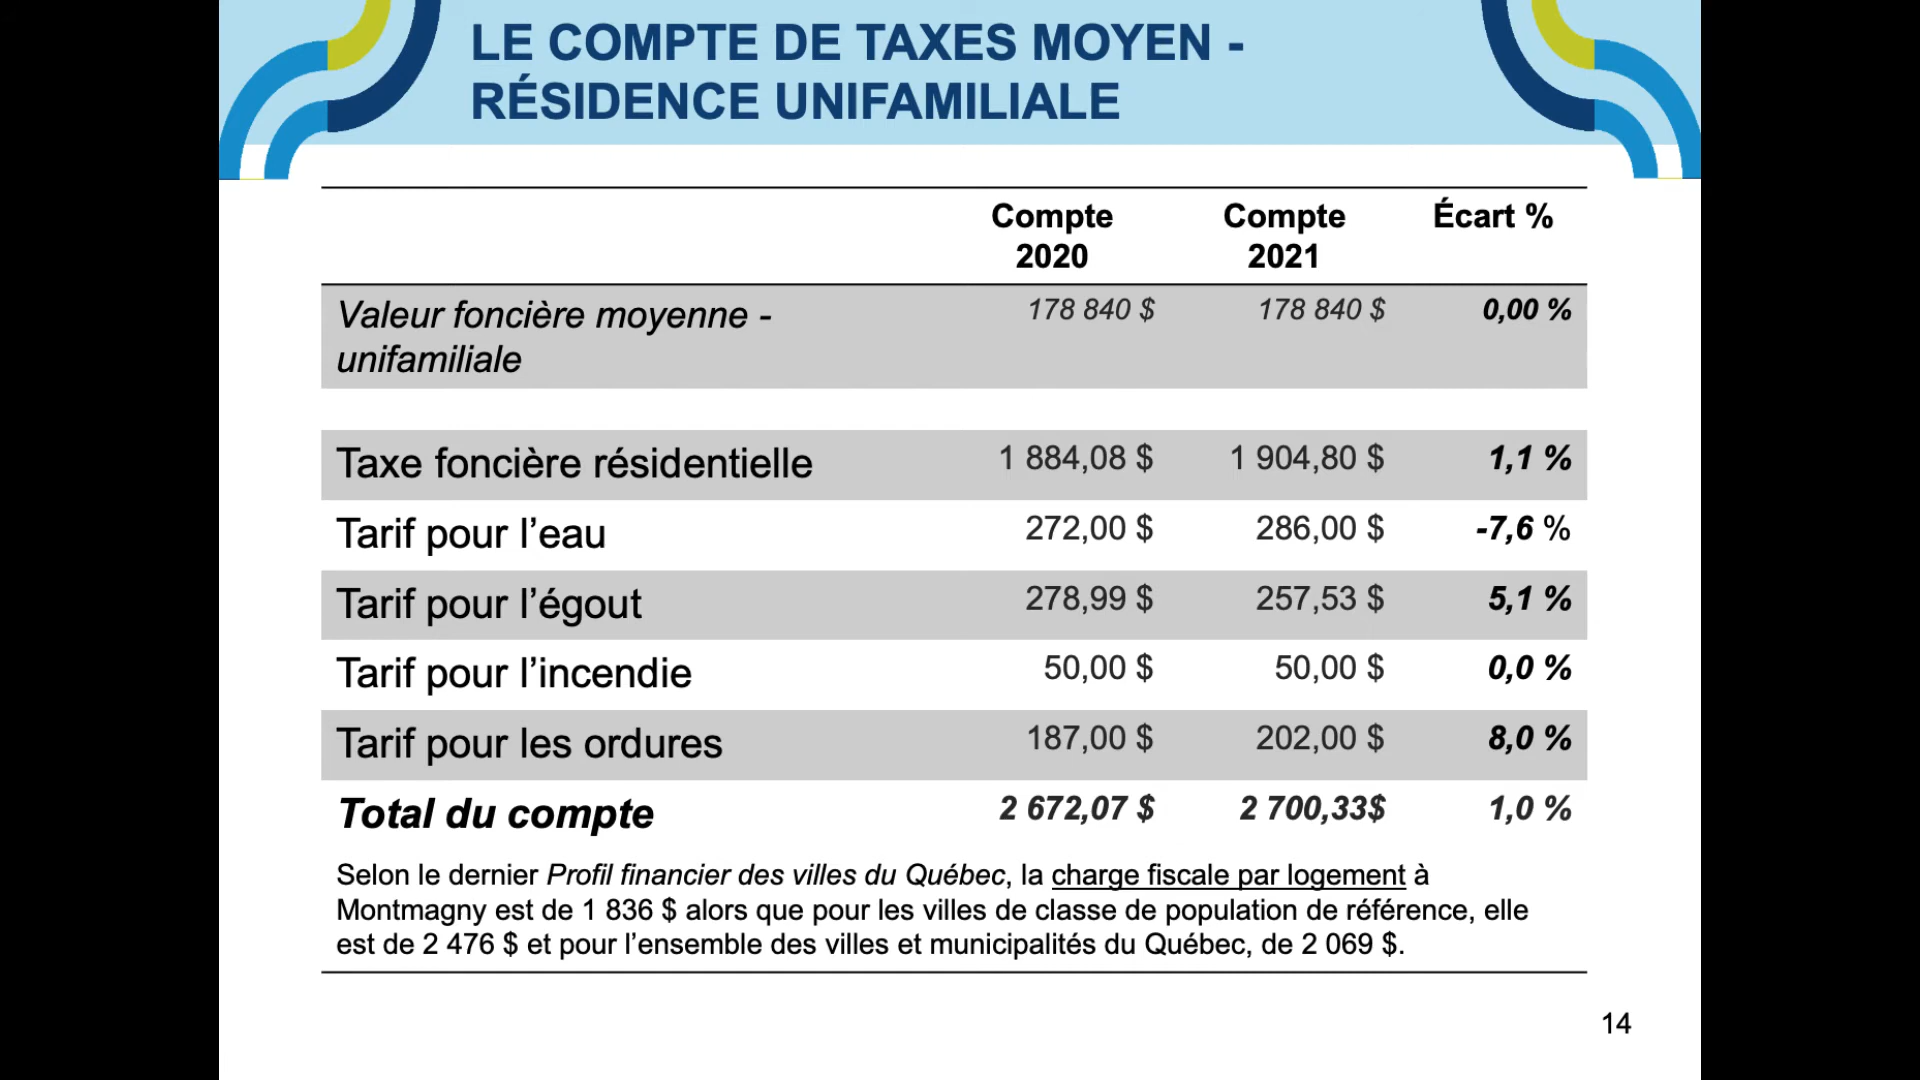 LE COMPTE DE TAXES MOYEN -
RÉSIDENCE UNIFAMILIALE
Compte 2020 Compte 2021 Écart %
Valeur foncière moyenne - 178 840 $ 178 840 $ 0,00 %
unifamiliale
Taxe foncière résidentielle 1 884,08 $ 1 904,80 $ 1,1 %
Tarif pour l’eau 272,00 $ 286,00 $ -7,6 %
Tarif pour l’égout 278,99 $ 257,53 $ 5,1 %
Tarif pour l’incendie 50,00 $ 50,00 $ 0,0 %
Tarif pour les ordures 187,00 $ 202,00 $ 8,0 %
Total du compte 2 672,07 $ 2 700,33$ 1,0 %
Selon le dernier Profil financier des villes du Québec, la charge fiscale par logement à
Montmagny est de 1 836 $ alors que pour les villes de classe de population de référence, elle
est de 2 476 $ et pour l’ensemble des villes et municipalités du Québec, de 2 069 $.
14